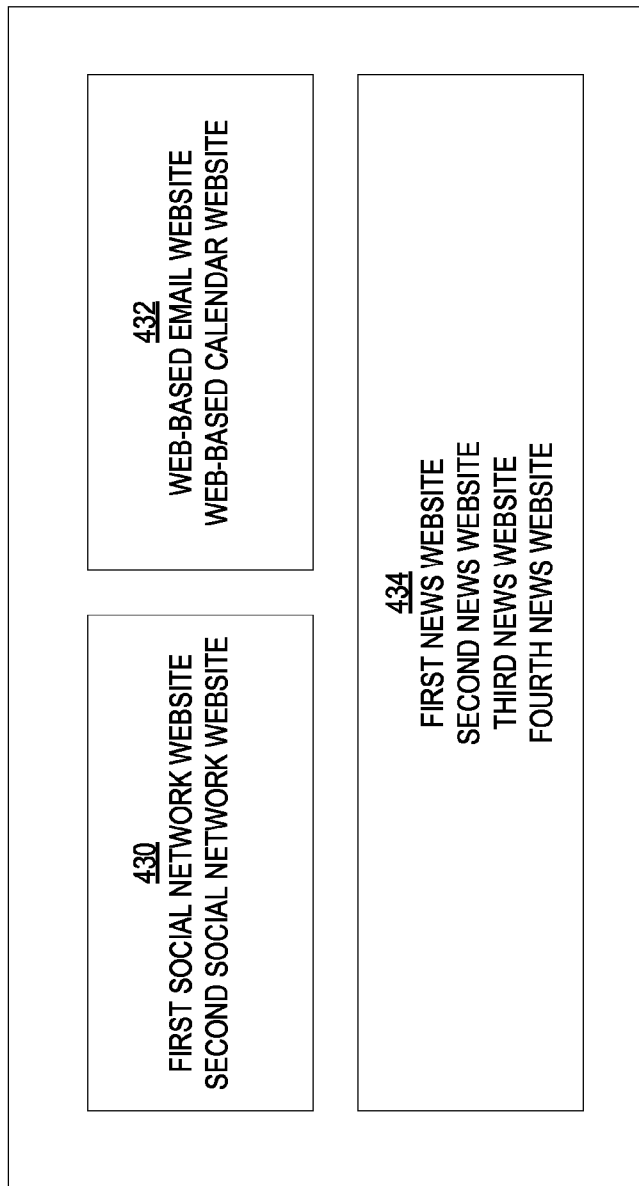 430
FIRST SOCIAL NETWORK WEBSITE
SECOND SOCIAL NETWORK WEBSITE
432
WEB-BASED EMAIL WEBSITE
WEB-BASED CALENDAR WEBSITE
434
FIRST NEWS WEBSITE
SECOND NEWS WEBSITE
THIRD NEWS WEBSITE
FOURTH NEWS WEBSITE